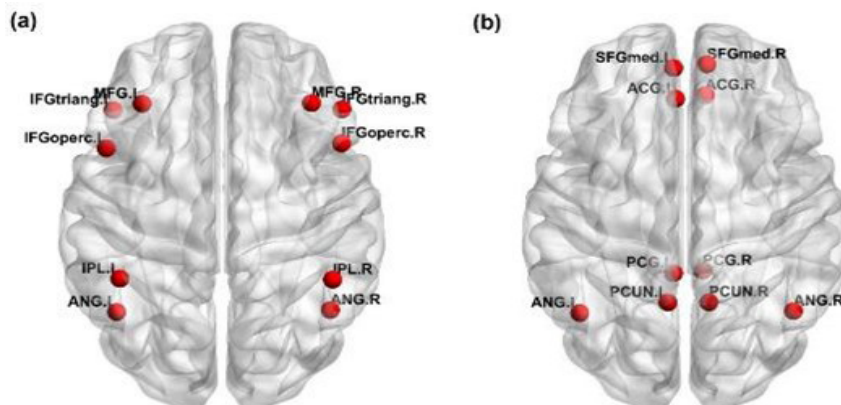 (a)
MFG.L
MFG.R
IFGtriang.L
IFGtriang.R
IFGoperc.L
IFGoperc.R
IPL.L
IPL.R
ANG.L
ANG.R
(b)
SFGmed.L
SFGmed.R
ACG.L
ACG.R
PCG.L
PCG.R
PCUN.L
PCUN.R
ANG.L
ANG.R